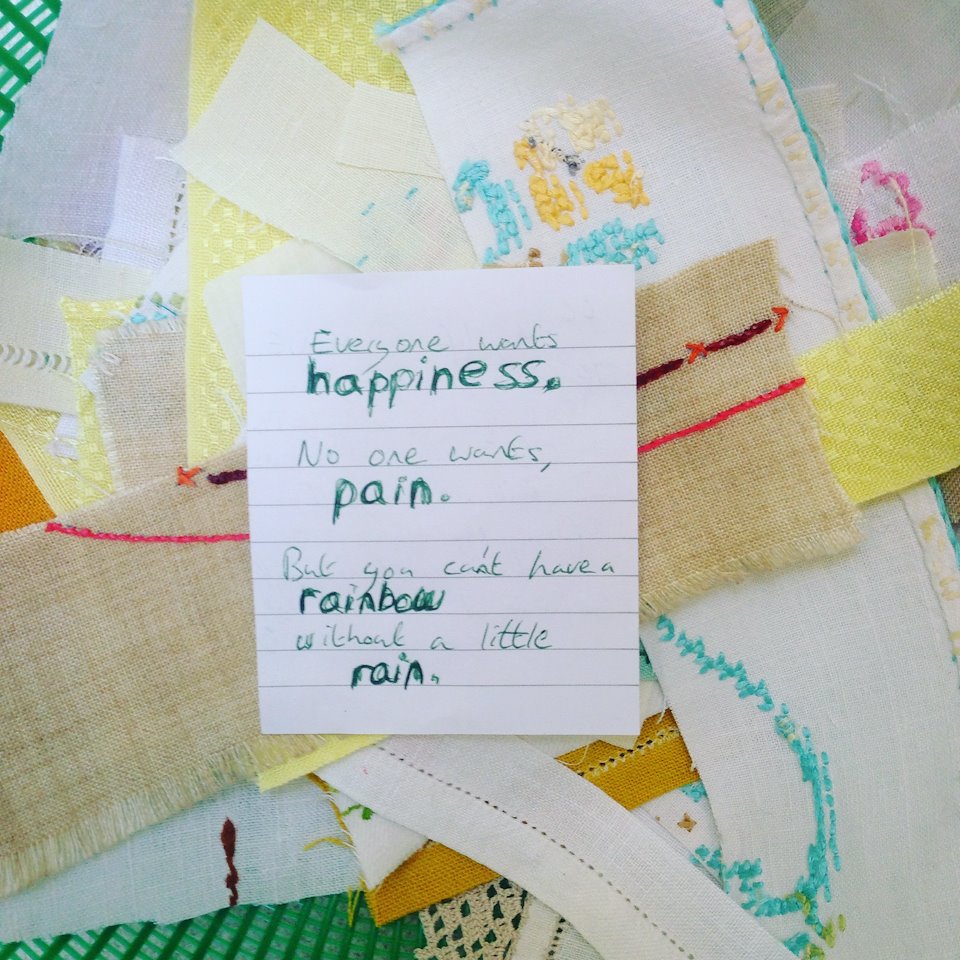 Everyone wants
happiness.
No one wants,
pain.
But you can't have a
rainbow
without a little
rain.